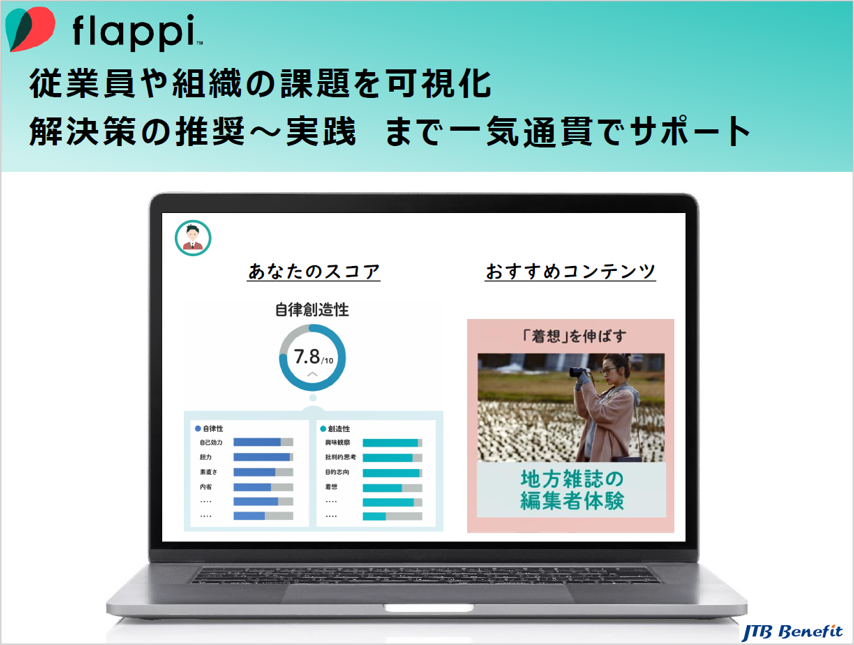 flappi™
従業員や組織の課題を可視化
解決策の推奨～実践 まで一気通貫でサポート
あなたのスコア
自律創造性
7.8/10
自律性
自己効力
胆力
素直さ
内省
....
....
創造性
興味観察
批判的思考
目的志向
着想
....
....
おすすめコンテンツ
「着想」を伸ばす
地方雑誌の
編集者体験
JTB Benefit